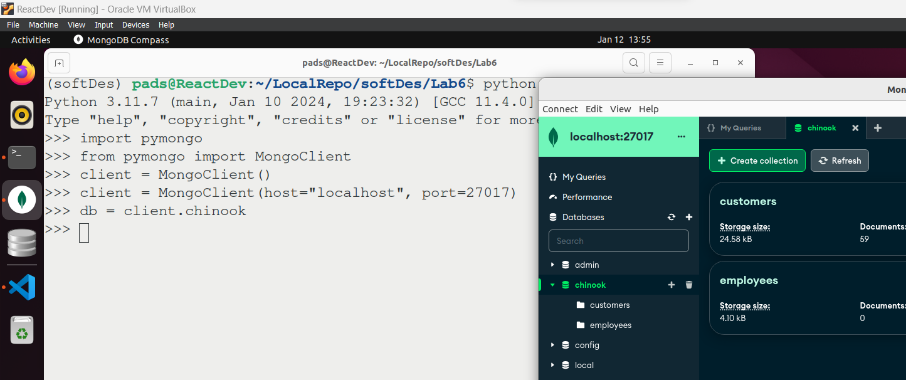 ReactDev [Running] - Oracle VM VirtualBox
File Machine View Input Devices Help
Activities MongoDB Compass Jan 12 13:55
pads@ReactDev: ~/LocalRepo/softDes/Lab6
(softDes) pads@ReactDev:~/LocalRepo/softDes/Lab6$ python
Python 3.11.7 (main, Jan 10 2024, 19:23:32) [GCC 11.4.0]
Type "help", "copyright", "credits" or "license" for mor
>>> import pymongo
>>> from pymongo import MongoClient
>>> client = MongoClient()
>>> client = MongoClient(host="localhost", port=27017)
>>> db = client.chinook
>>>
Mon
Connect Edit View Help
localhost:27017 ...
{} My Queries
Performance
Databases
Search
admin
chinook
customers
employees
config
local
{} My Queries chinook
+ Create collection Refresh
customers
Storage size: Documents:
24.58 kB 59
employees
Storage size: Documents:
4.10 kB 0